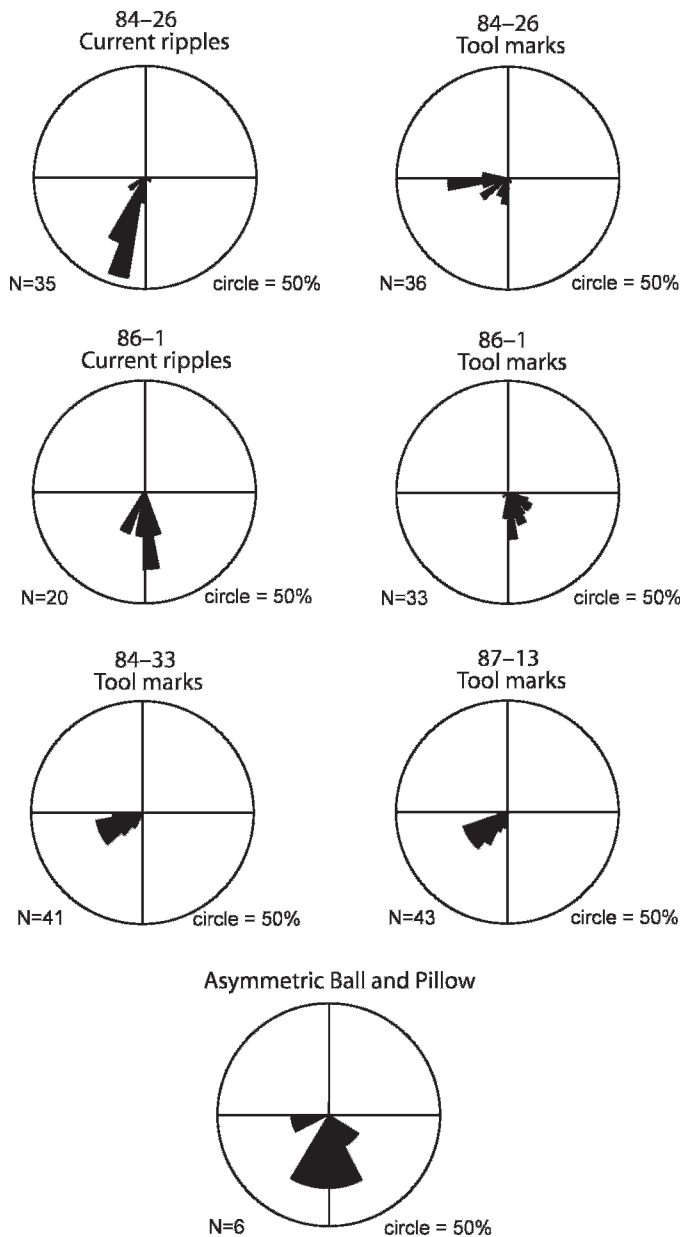 84–26
Current ripples
84–26
Tool marks
N=35
circle = 50%
N=36
circle = 50%
86–1
Current ripples
86–1
Tool marks
N=20
circle = 50%
N=33
circle = 50%
84–33
Tool marks
87–13
Tool marks
N=41
circle = 50%
N=43
circle = 50%
Asymmetric Ball and Pillow
N=6
circle = 50%